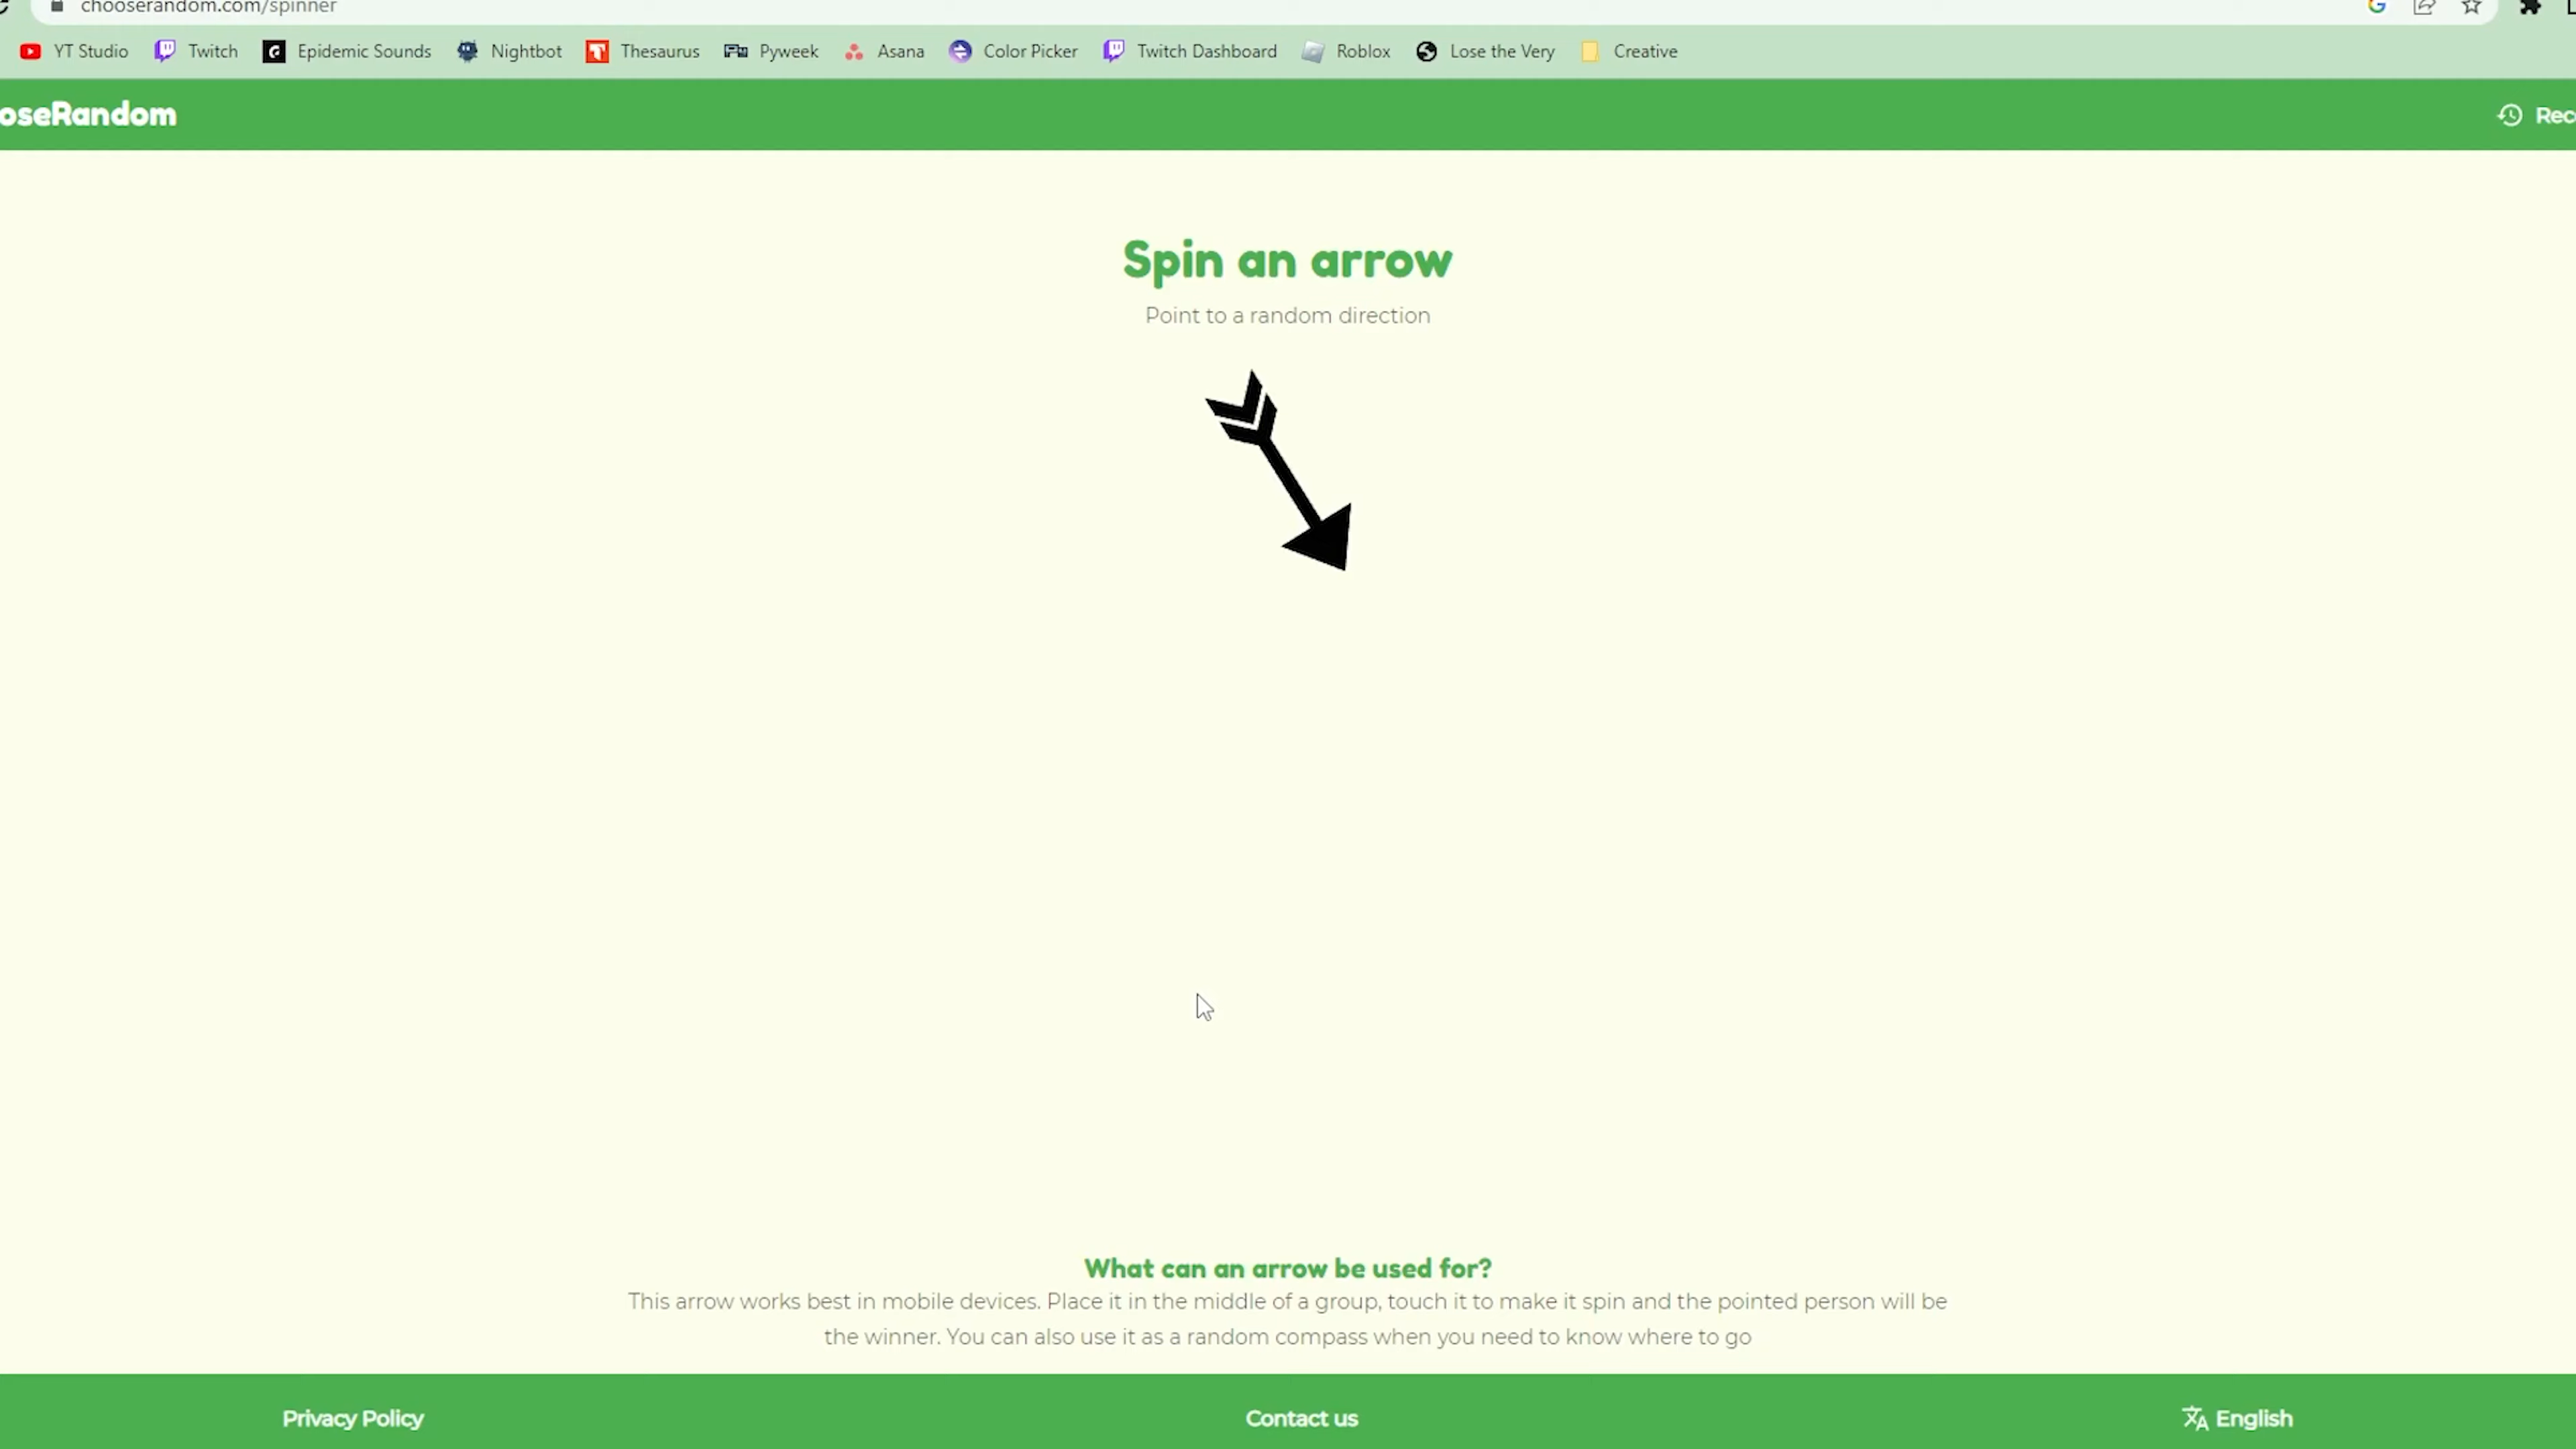 chooserandom.com/spinner
YT Studio Twitch Epidemic Sounds Nightbot Thesaurus Pyweek Asana Color Picker Twitch Dashboard Roblox Lose the Very Creative
oseRandom Rec
Spin an arrow
Point to a random direction
What can an arrow be used for?
This arrow works best in mobile devices. Place it in the middle of a group, touch it to make it spin and the pointed person will be
the winner. You can also use it as a random compass when you need to know where to go
Privacy Policy Contact us English